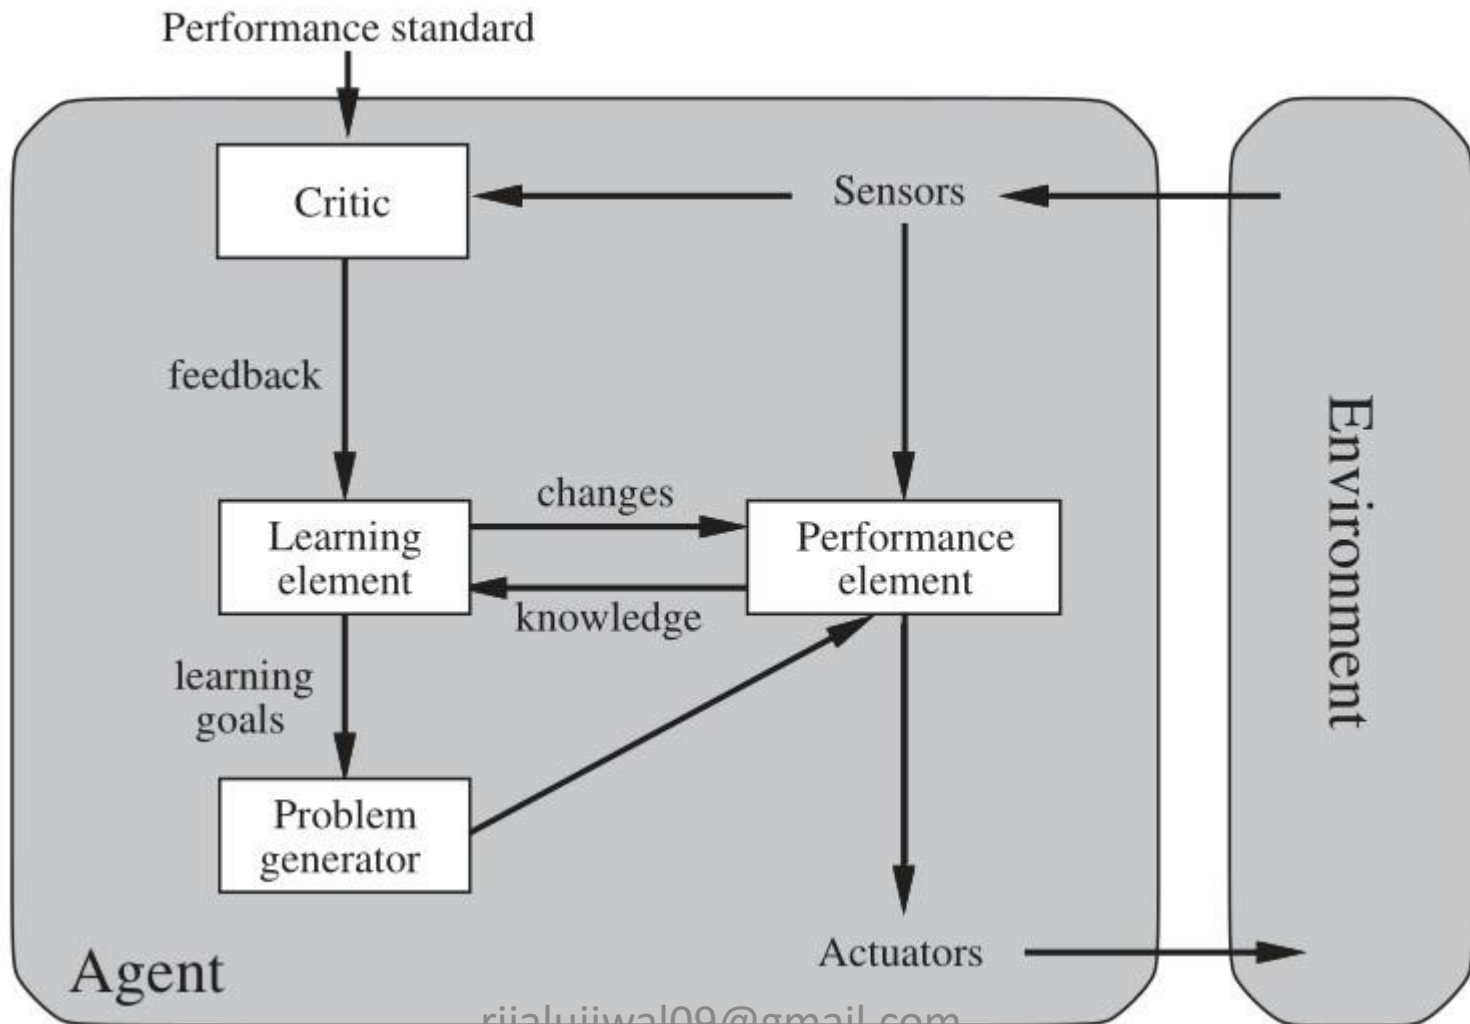 Performance standard
Critic
Sensors
feedback
changes
Learning
element
Performance
element
knowledge
learning
goals
Problem
generator
Environment
Actuators
Agent